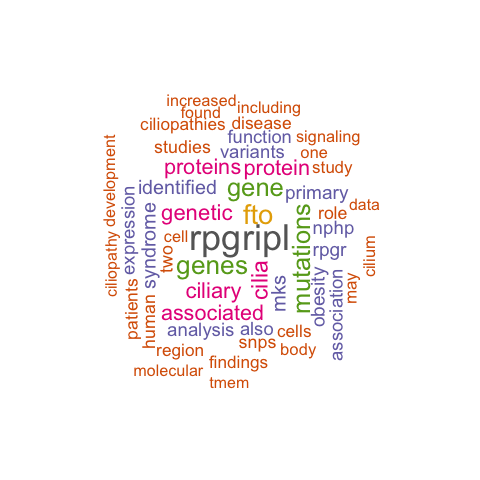 increased
found
including
ciliopathies
disease
function
signaling
studies
variants
one
proteins
protein
study
identified
gene
primary
data
genetic
fto
role
nphp
cell
rpgripl
rpgr
two
genes
cilia
mutations
cilium
ciliary
mks
obesity
may
associated
association
analysis
also
cells
snps
body
region
findings
molecular
tmem
development
ciliopathy
expression
syndrome
patients
human